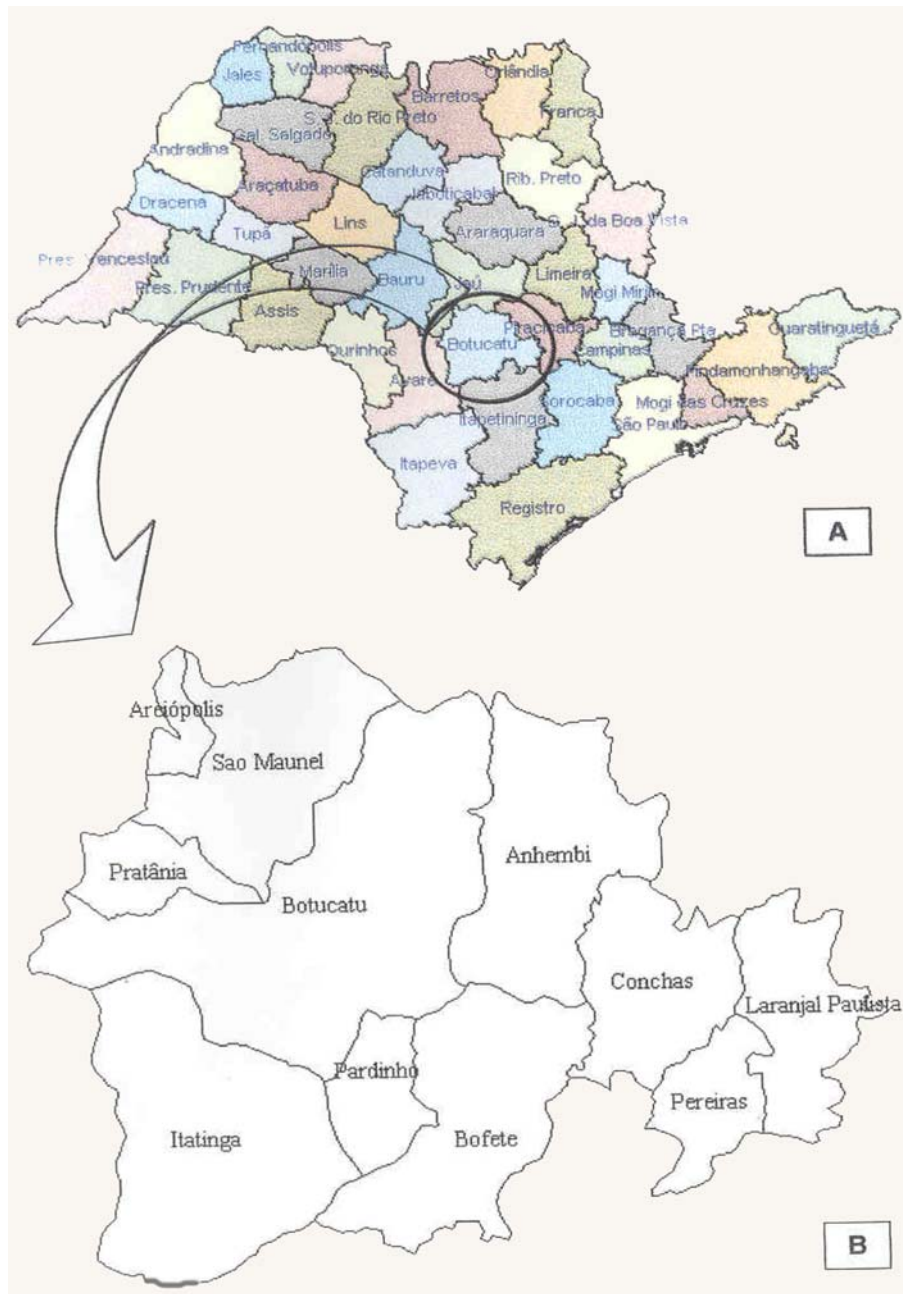 Fernandópolis
Jales
Votuporanga
Orlândia
Barretos
Franca
S. J. do Rio Preto
Gal. Salgado
Andradina
Catanduva
Rib. Preto
Araçatuba
Jaboticabal
Dracena
Lins
S. J. da Boa Vista
Tupã
Araraquara
Pres. Venceslau
Marília
Bauru
Jaú
Limeira
Pres. Prudente
Mogi Mirim
Assis
Piracicaba
Bragança Pta
Guaratinguetá
Ourinhos
Botucatu
Campinas
Pindamonhangaba
Avaré
Sorocaba
Mogi das Cruzes
Itapetininga
São Paulo
Itapeva
Registro
A
Areiópolis
Sao Maunel
Pratânia
Anhembi
Botucatu
Conchas
Laranjal Paulista
Pardinho
Pereiras
Itatinga
Bofete
B